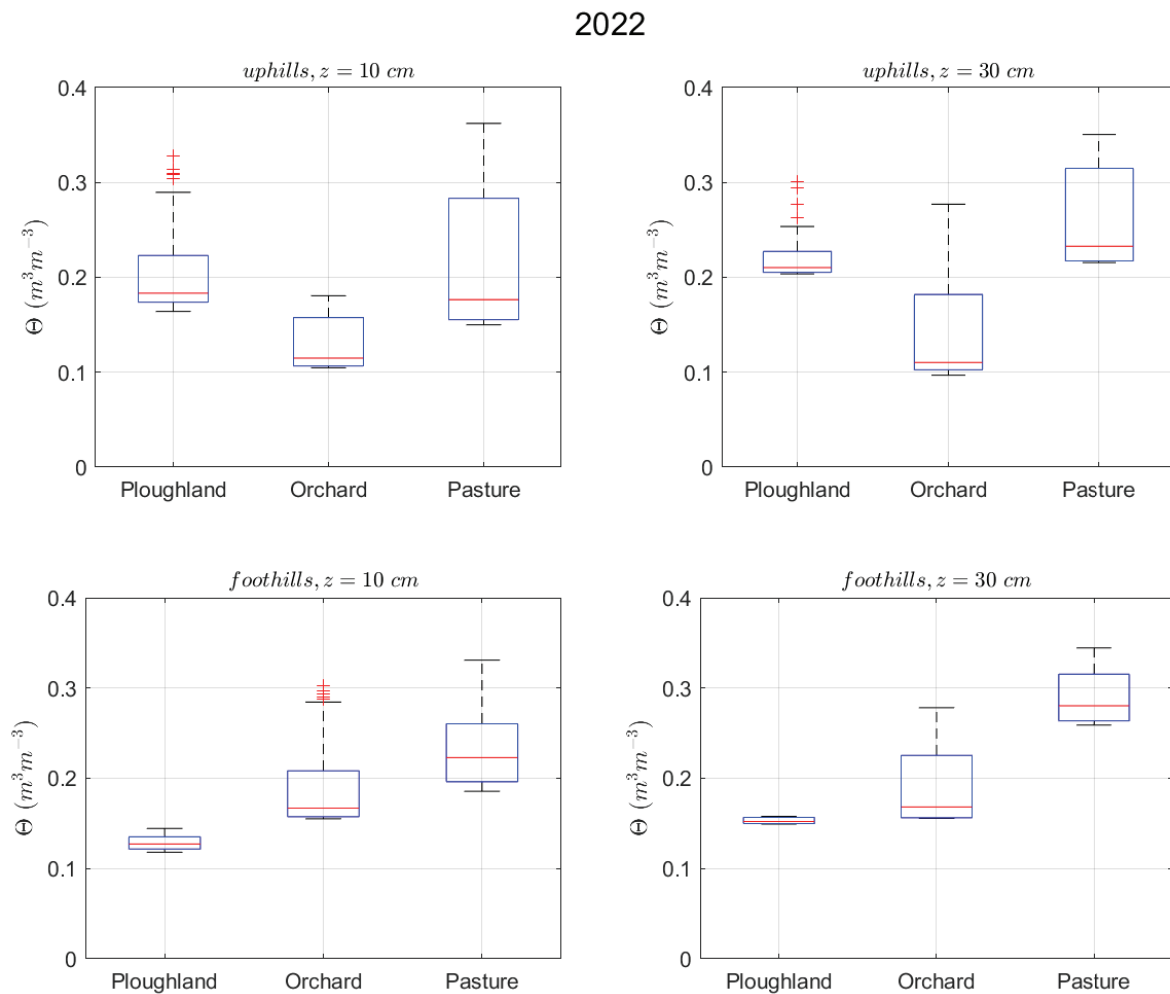 2022
uphills, z = 10 cm
0.4
0.3
0.2
0.1
0
Θ (m³m⁻³)
Ploughland Orchard Pasture
uphills, z = 30 cm
0.4
0.3
0.2
0.1
0
Θ (m³m⁻³)
Ploughland Orchard Pasture
foothills, z = 10 cm
0.4
0.3
0.2
0.1
0
Θ (m³m⁻³)
Ploughland Orchard Pasture
foothills, z = 30 cm
0.4
0.3
0.2
0.1
0
Θ (m³m⁻³)
Ploughland Orchard Pasture